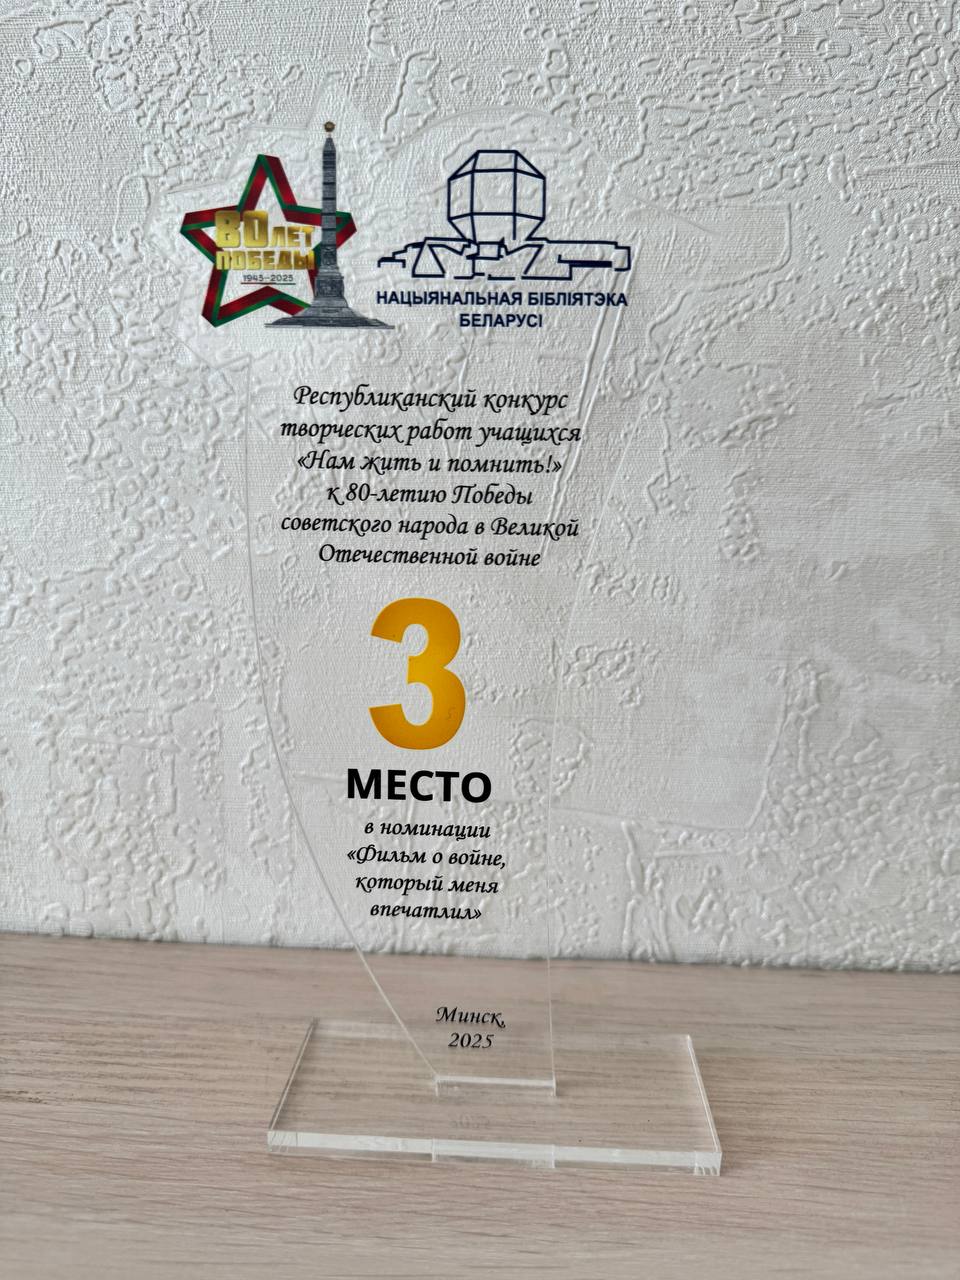 80 ЛЕТ
ПОБЕДЫ
1945–2025
НАЦЫЯНАЛЬНАЯ БІБЛІЯТЭКА
БЕЛАРУСІ
Республиканский конкурс
творческих работ учащихся
«Нам жить и помнить!»
к 80-летию Победы
советского народа в Великой
Отечественной войне
3
МЕСТО
в номинации
«Фильм о войне,
который меня
впечатлил»
Минск,
2025